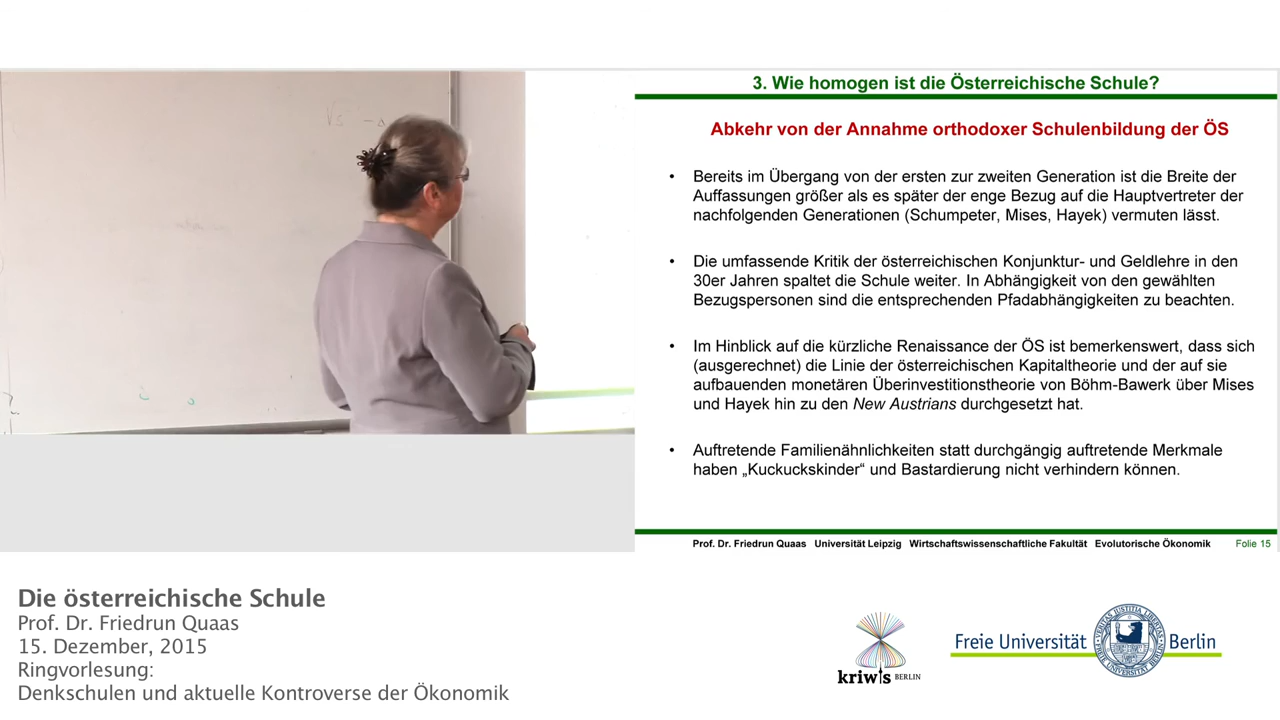 3. Wie homogen ist die Österreichische Schule?
Abkehr von der Annahme orthodoxer Schulenbildung der ÖS
• Bereits im Übergang von der ersten zur zweiten Generation ist die Breite der
Auffassungen größer als es später der enge Bezug auf die Hauptvertreter der
nachfolgenden Generationen (Schumpeter, Mises, Hayek) vermuten lässt.
• Die umfassende Kritik der österreichischen Konjunktur- und Geldlehre in den
30er Jahren spaltet die Schule weiter. In Abhängigkeit von den gewählten
Bezugspersonen sind die entsprechenden Pfadabhängigkeiten zu beachten.
• Im Hinblick auf die kürzliche Renaissance der ÖS ist bemerkenswert, dass sich
(ausgerechnet) die Linie der österreichischen Kapitaltheorie und der auf sie
aufbauenden monetären Überinvestitionstheorie von Böhm-Bawerk über Mises
und Hayek hin zu den New Austrians durchgesetzt hat.
• Auftretende Familienähnlichkeiten statt durchgängig auftretende Merkmale
haben „Kuckuckskinder“ und Bastardierung nicht verhindern können.
Prof. Dr. Friedrun Quaas Universität Leipzig Wirtschaftswissenschaftliche Fakultät Evolutorische Ökonomik Folie 15
Die österreichische Schule
Prof. Dr. Friedrun Quaas
15. Dezember, 2015
Ringvorlesung:
Denkschulen und aktuelle Kontroverse der Ökonomik
kriwis BERLIN
Freie Universität Berlin